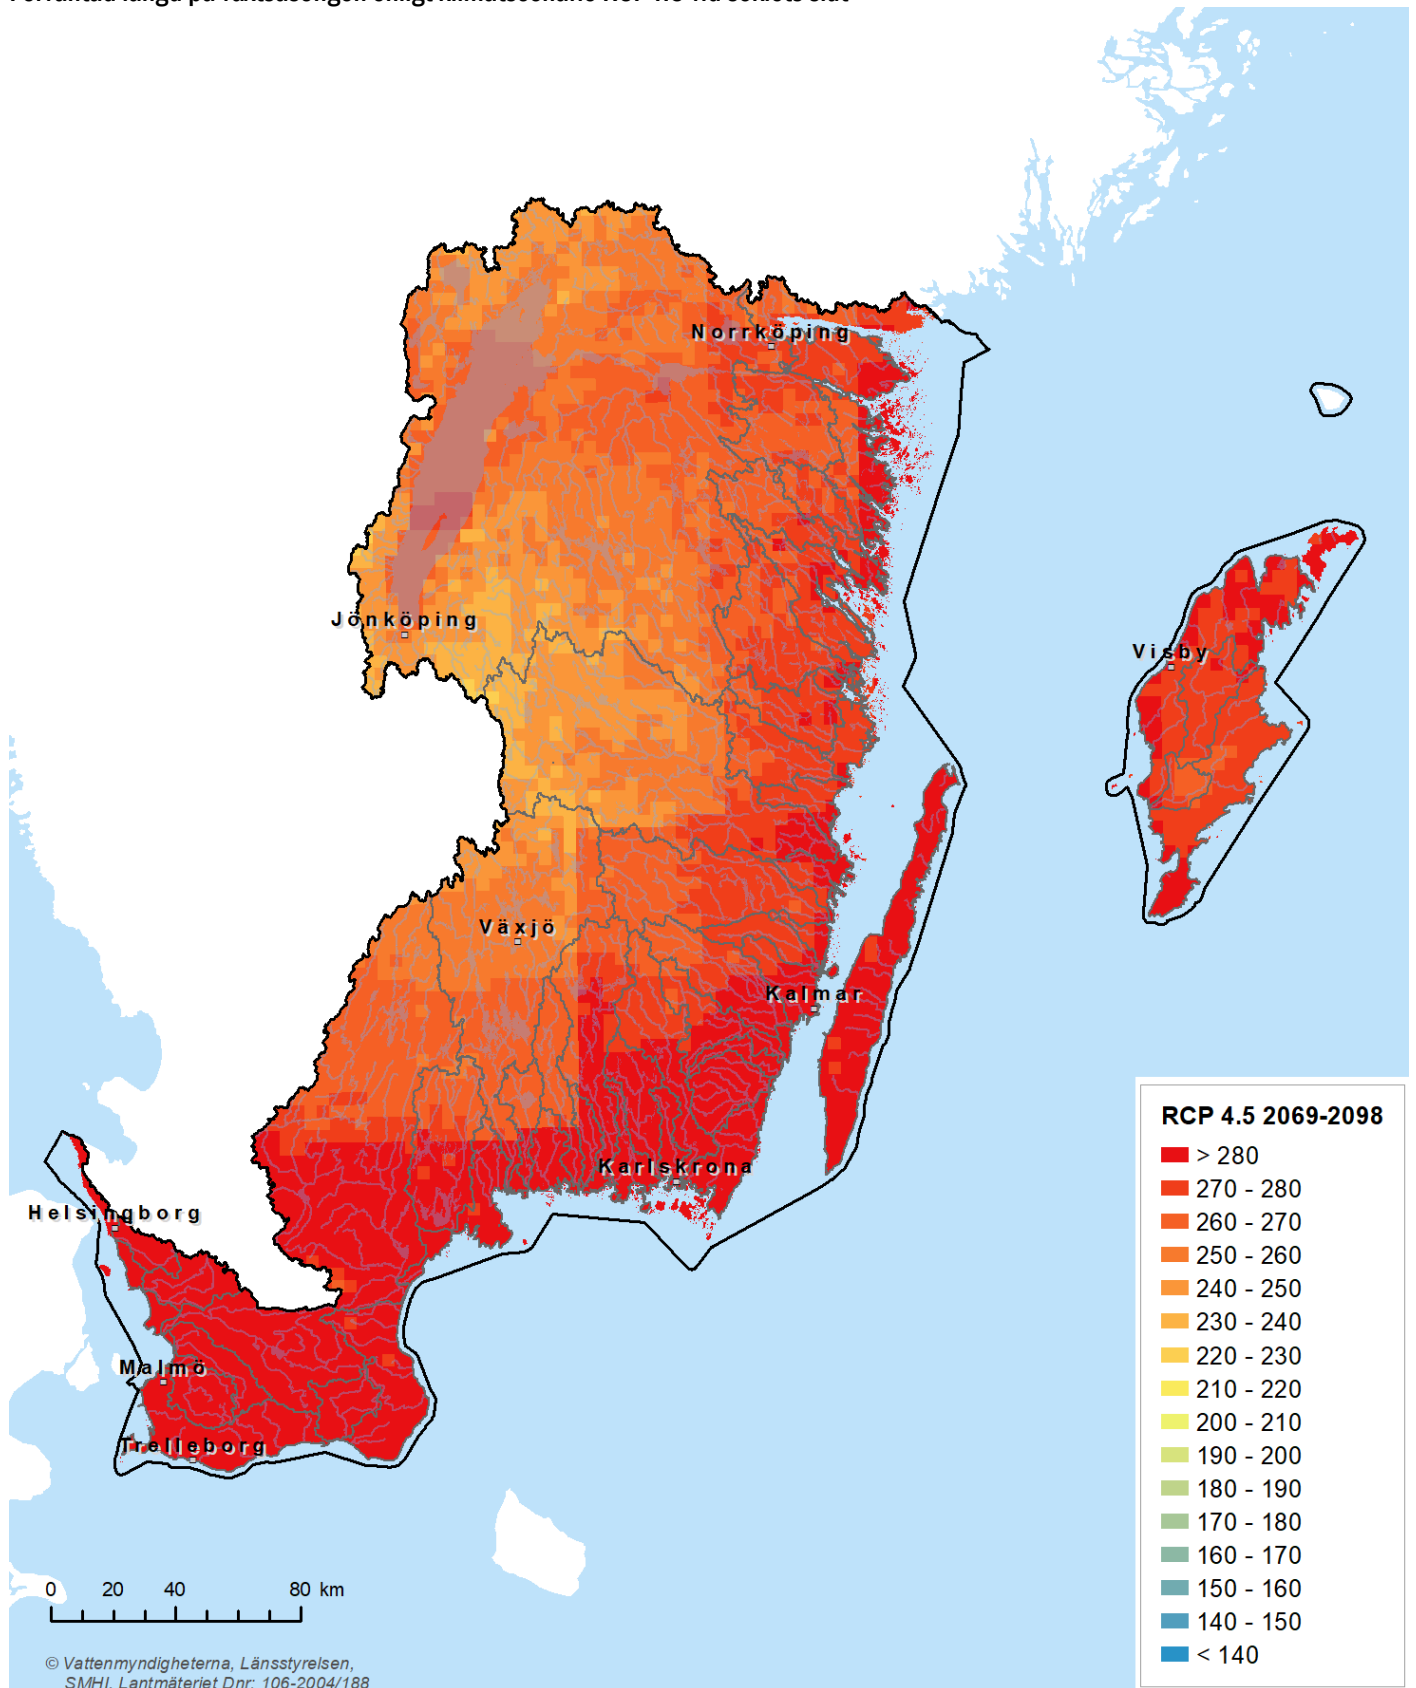 Norrköping
Jönköping
Visby
Växjö
Kalmar
Karlskrona
Helsingborg
Malmö
Trelleborg
RCP 4.5 2069-2098
> 280
270 - 280
260 - 270
250 - 260
240 - 250
230 - 240
220 - 230
210 - 220
200 - 210
190 - 200
180 - 190
170 - 180
160 - 170
150 - 160
140 - 150
< 140
0 20 40 80 km
© Vattenmyndigheterna, Länsstyrelsen,
SMHI, Lantmäteriet Dnr: 106-2004/188